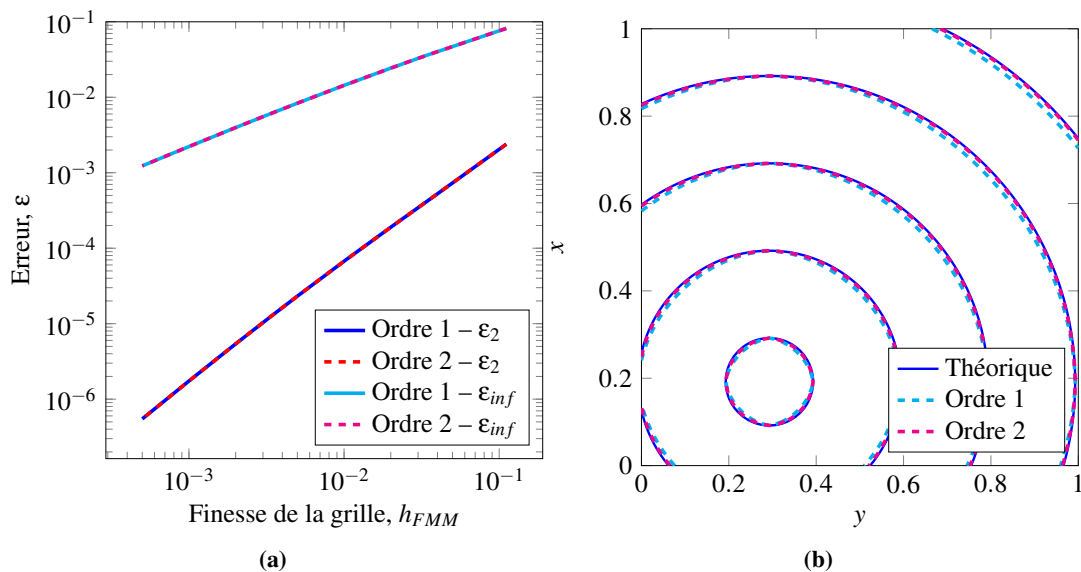 10⁻¹
10⁻²
10⁻³
10⁻⁴
10⁻⁵
10⁻⁶
Erreur, ε
Ordre 1 – ε₂
Ordre 2 – ε₂
Ordre 1 – ε_inf
Ordre 2 – ε_inf
10⁻³ 10⁻² 10⁻¹
Finesse de la grille, h_FMM
(a)
1
0.8
0.6
0.4
0.2
0
x
Théorique
Ordre 1
Ordre 2
0 0.2 0.4 0.6 0.8 1
y
(b)